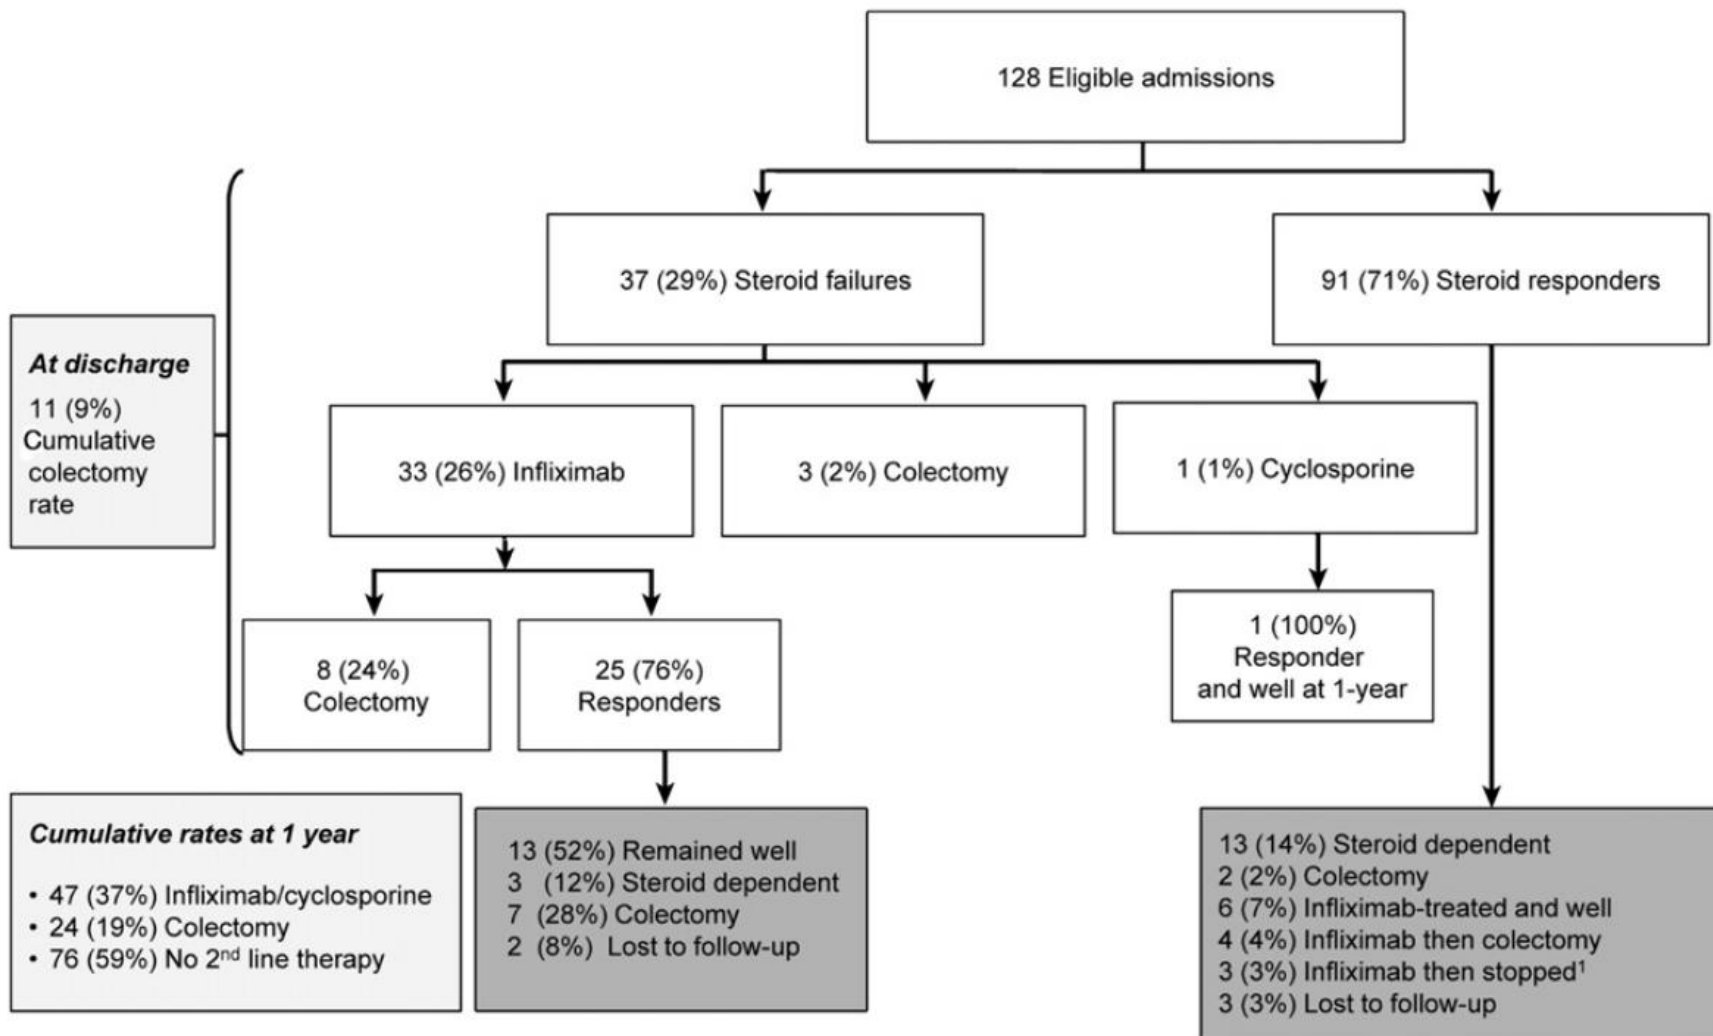 128 Eligible admissions
37 (29%) Steroid failures
91 (71%) Steroid responders
At discharge
11 (9%)
Cumulative
colectomy
rate
33 (26%) Infliximab
3 (2%) Colectomy
1 (1%) Cyclosporine
8 (24%)
Colectomy
25 (76%)
Responders
1 (100%)
Responder
and well at 1-year
Cumulative rates at 1 year
• 47 (37%) Infliximab/cyclosporine
• 24 (19%) Colectomy
• 76 (59%) No 2nd line therapy
13 (52%) Remained well
3 (12%) Steroid dependent
7 (28%) Colectomy
2 (8%) Lost to follow-up
13 (14%) Steroid dependent
2 (2%) Colectomy
6 (7%) Infliximab-treated and well
4 (4%) Infliximab then colectomy
3 (3%) Infliximab then stopped¹
3 (3%) Lost to follow-up